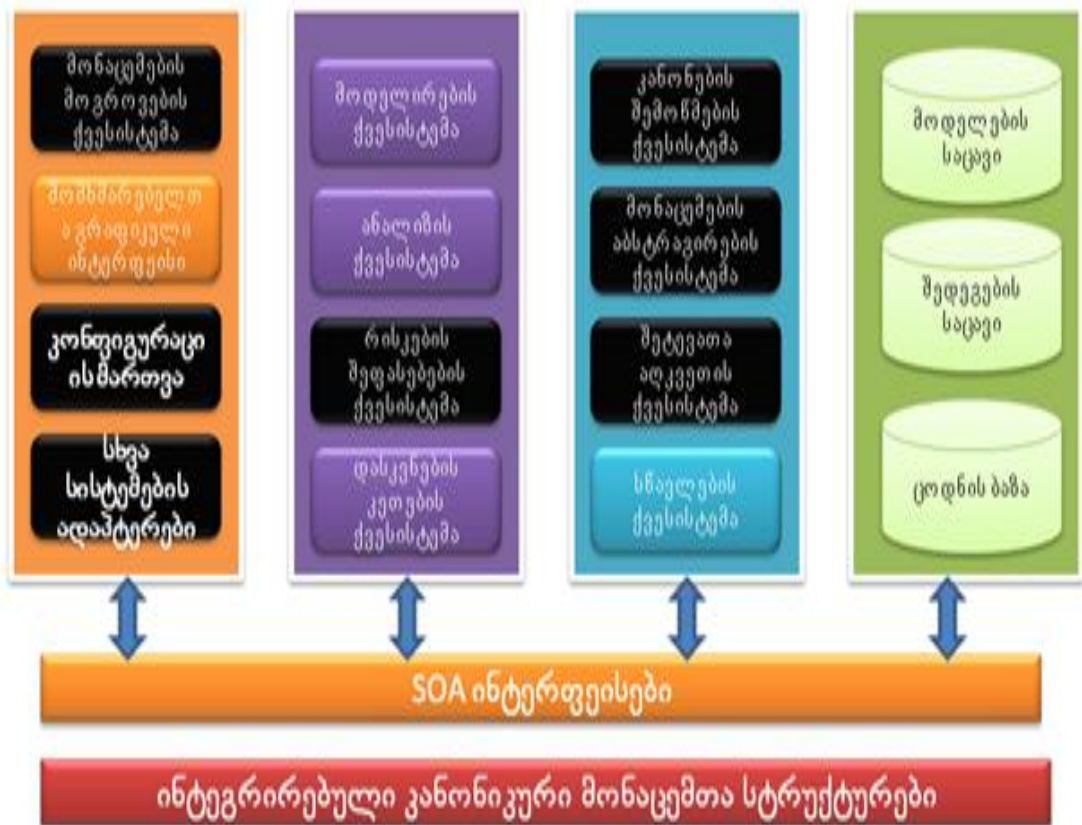 მონაცემების
მოგროვების
ქვესისტემა
მომხმარებელთ
ა გრაფიკული
ინტერფეისი
კონფიგურაცი
ის მართვა
სხვა
სისტემების
ადაპტერები
მოდელირების
ქვესისტემა
ანალიზის
ქვესისტემა
რისკების
შეფასებების
ქვესისტემა
დასკვნების
კეთების
ქვესისტემა
კანონების
შემოწმების
ქვესისტემა
მონაცემების
აბსტრაგირების
ქვესისტემა
შეტევათა
აღკვეთის
ქვესისტემა
სწავლების
ქვესისტემა
მოდელების
საცავი
შედეგების
საცავი
ცოდნის ბაზა
SOA ინტერფეისები
ინტეგრირებული კანონიკური მონაცემთა სტრუქტურები